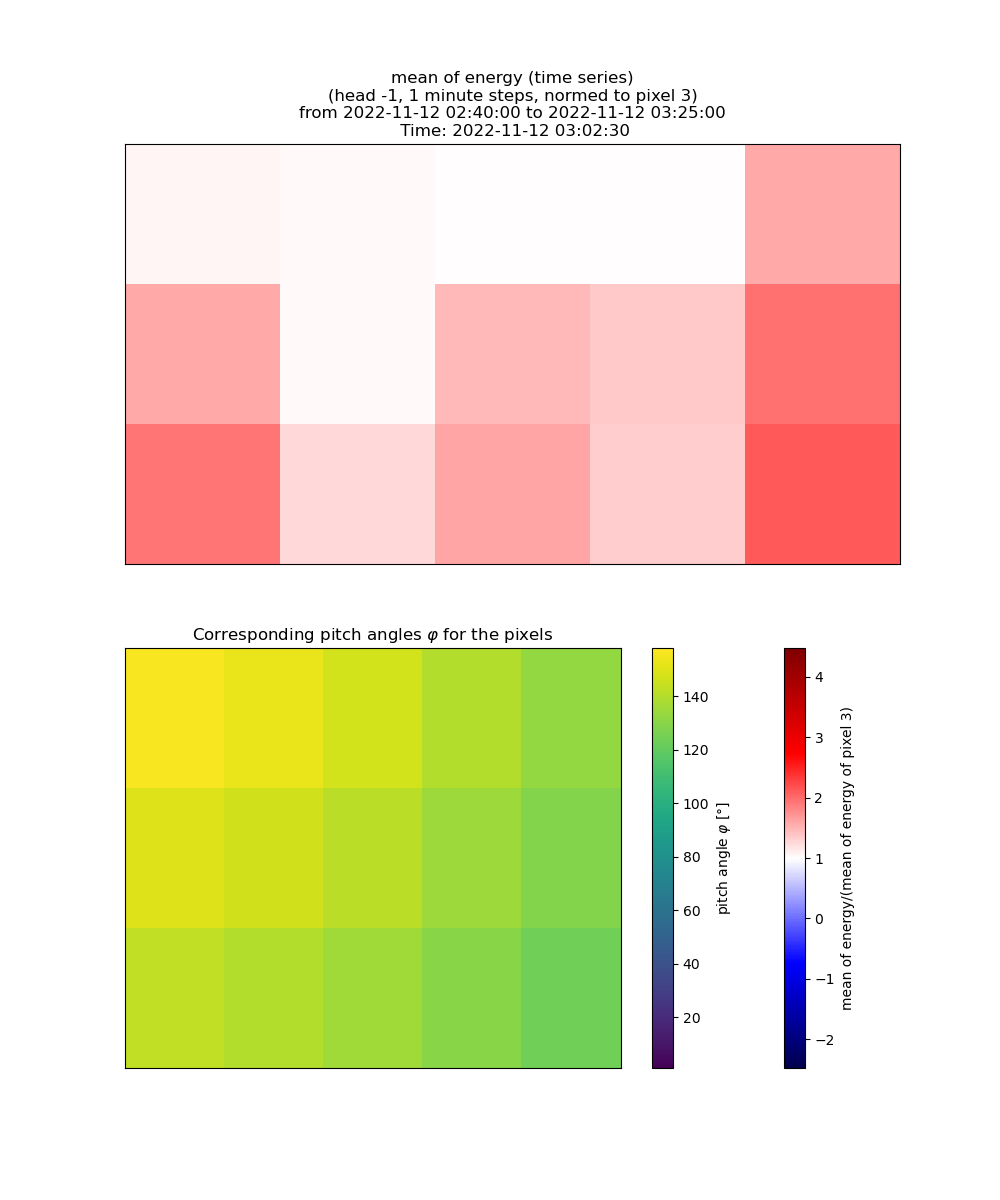 mean of energy (time series)
(head -1, 1 minute steps, normed to pixel 3)
from 2022-11-12 02:40:00 to 2022-11-12 03:25:00
Time: 2022-11-12 03:02:30
Corresponding pitch angles φ for the pixels
140
120
100
80
60
40
20
pitch angle φ [°]
4
3
2
1
0
−1
−2
mean of energy/(mean of energy of pixel 3)